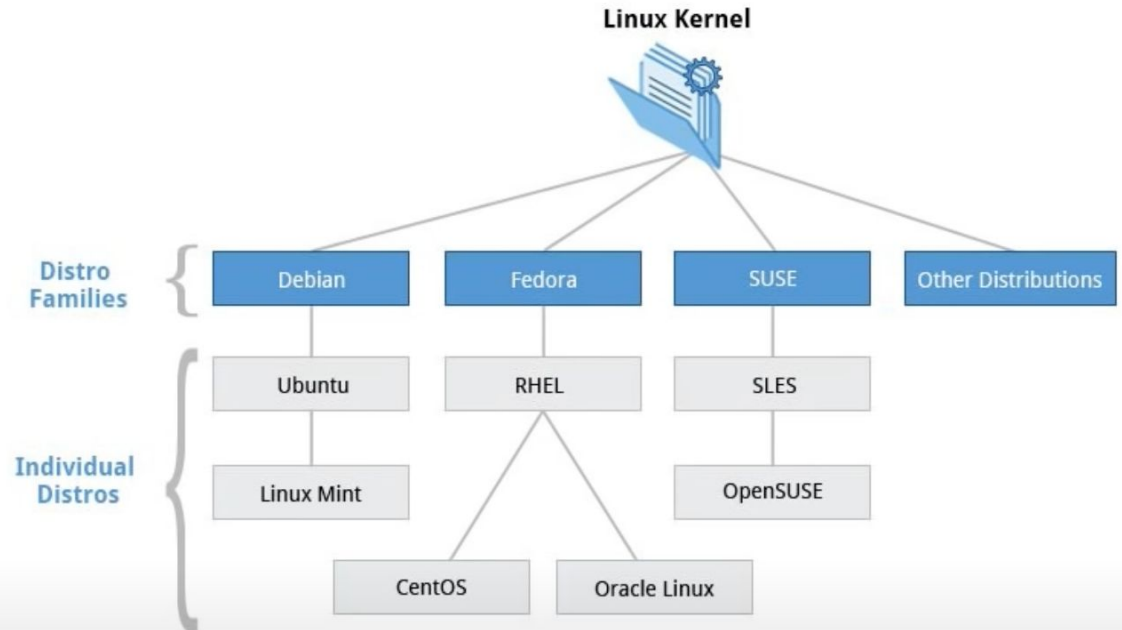 Linux Kernel
Distro
Families
Debian
Fedora
SUSE
Other Distributions
Individual
Distros
Ubuntu
RHEL
SLES
Linux Mint
OpenSUSE
CentOS
Oracle Linux